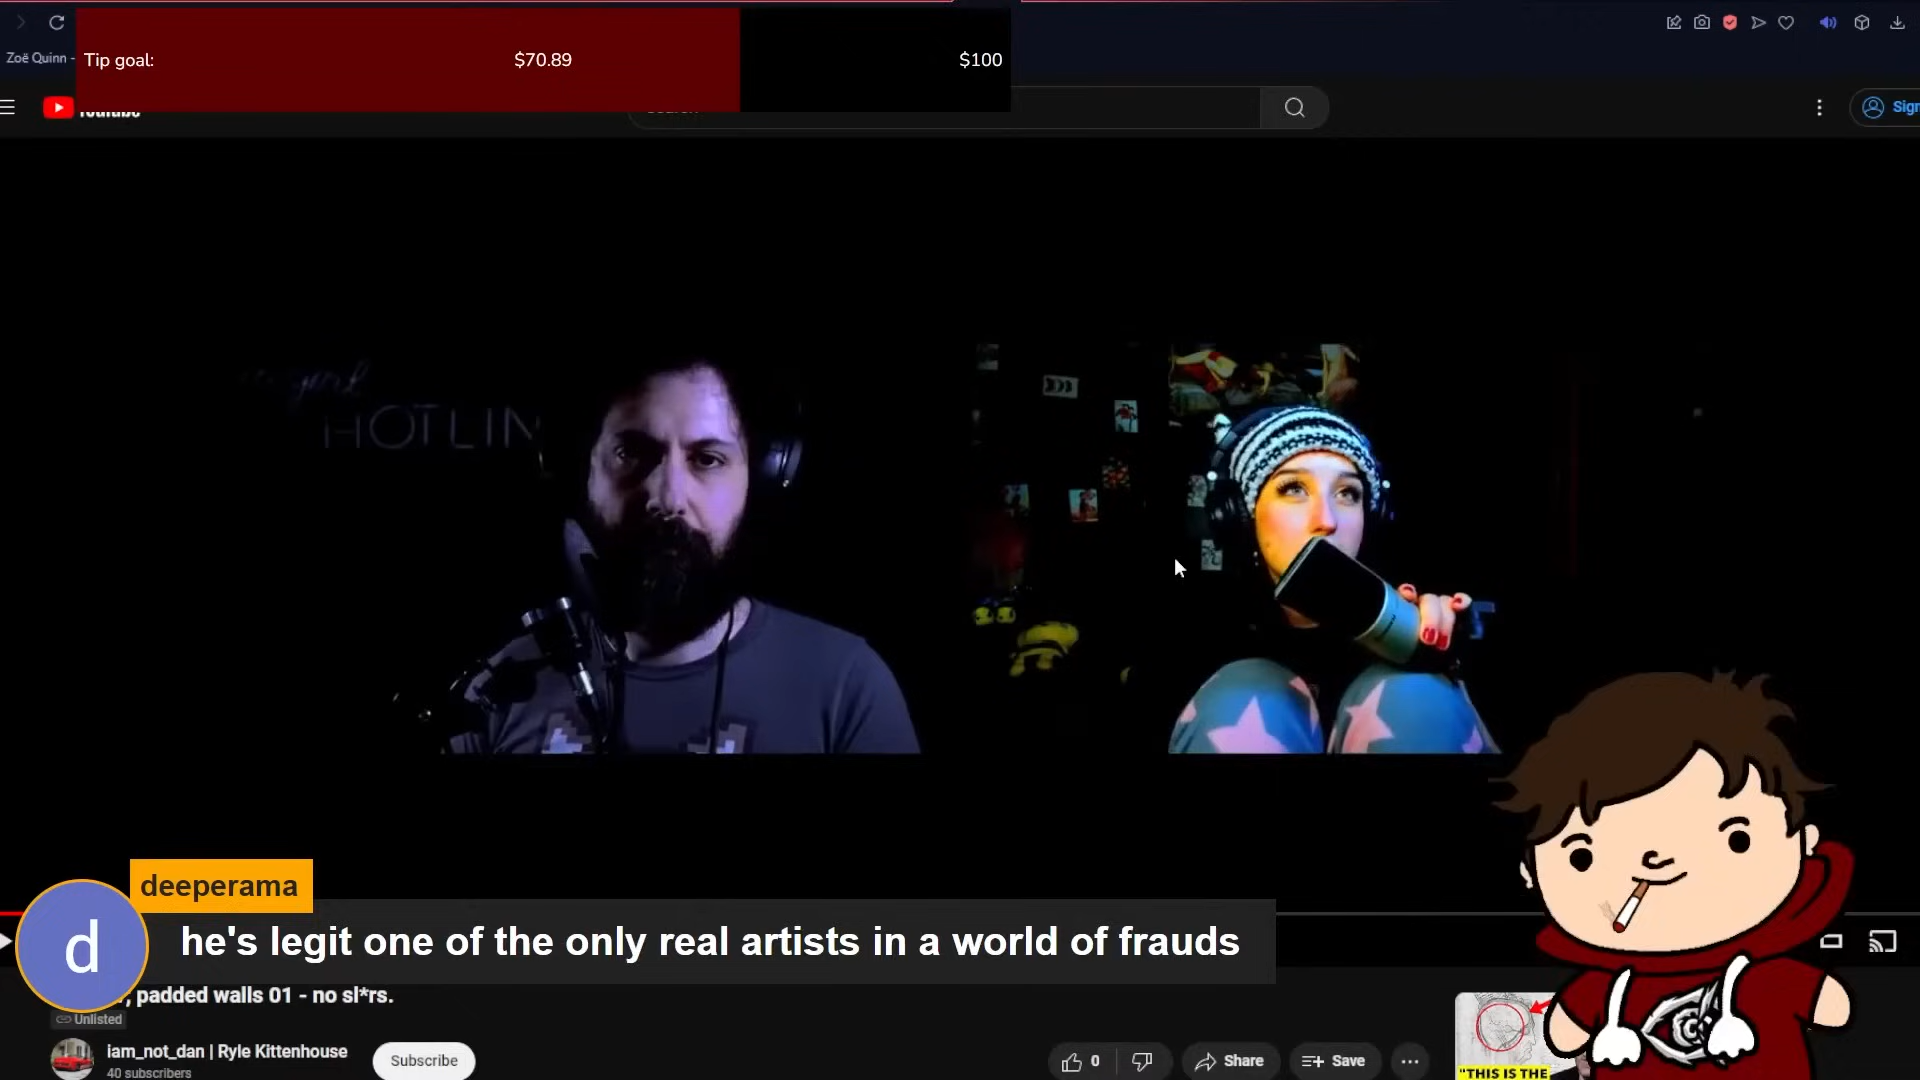 Zoë Quinn -
Tip goal:
$70.89
$100
Sign
HOTLIN
deeperama
d
he's legit one of the only real artists in a world of frauds
, padded walls 01 - no sl*rs.
Unlisted
iam_not_dan | Ryle Kittenhouse
40 subscribers
Subscribe
0
Share
Save
"THIS IS THE